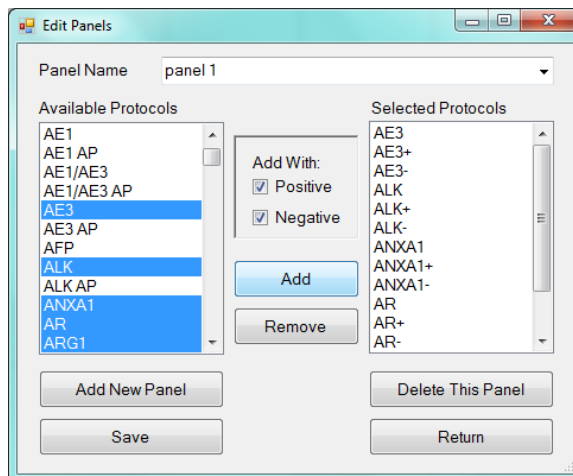 Edit Panels
Panel Name
panel 1
Available Protocols
AE1
AE1 AP
AE1/AE3
AE1/AE3 AP
AE3
AE3 AP
AFP
ALK
ALK AP
ANXA1
AR
ARG1
Add With:
Positive
Negative
Add
Remove
Selected Protocols
AE3
AE3+
AE3-
ALK
ALK+
ALK-
ANXA1
ANXA1+
ANXA1-
AR
AR+
AR-
Add New Panel
Delete This Panel
Save
Return